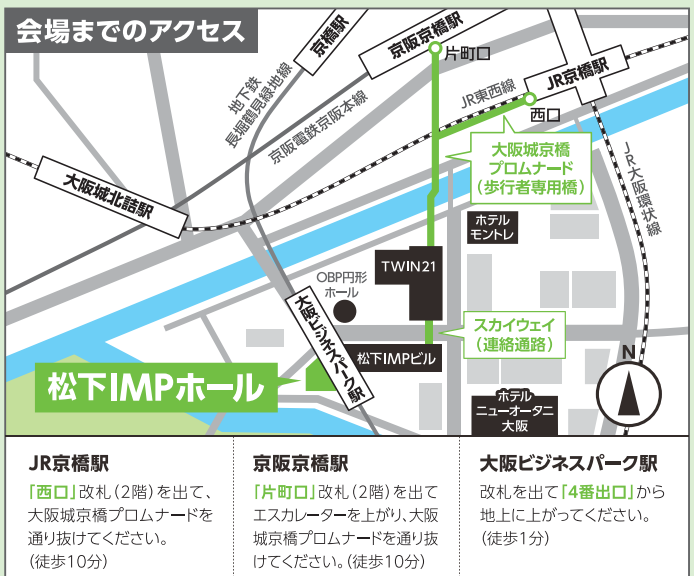 会場までのアクセス
京橋駅
京阪京橋駅
片町口
地下鉄
長堀鶴見緑地線
京阪電鉄京阪本線
JR東西線
JR京橋駅
西口
大阪城京橋
プロムナード
(歩行者専用橋)
JR大阪環状線
大阪城北詰駅
ホテル
モントレ
TWIN21
OBP円形
ホール
大阪ビジネスパーク駅
スカイウェイ
(連絡通路)
松下IMPビル
松下IMPホール
ホテル
ニューオータニ
大阪
N
JR京橋駅
「西口」改札(2階)を出て、
大阪城京橋プロムナードを
通り抜けてください。
(徒歩10分)
京阪京橋駅
「片町口」改札(2階)を出て
エスカレーターを上がり、大阪
城京橋プロムナードを通り抜
けてください。(徒歩10分)
大阪ビジネスパーク駅
改札を出て「4番出口」から
地上に上がってください。
(徒歩1分)